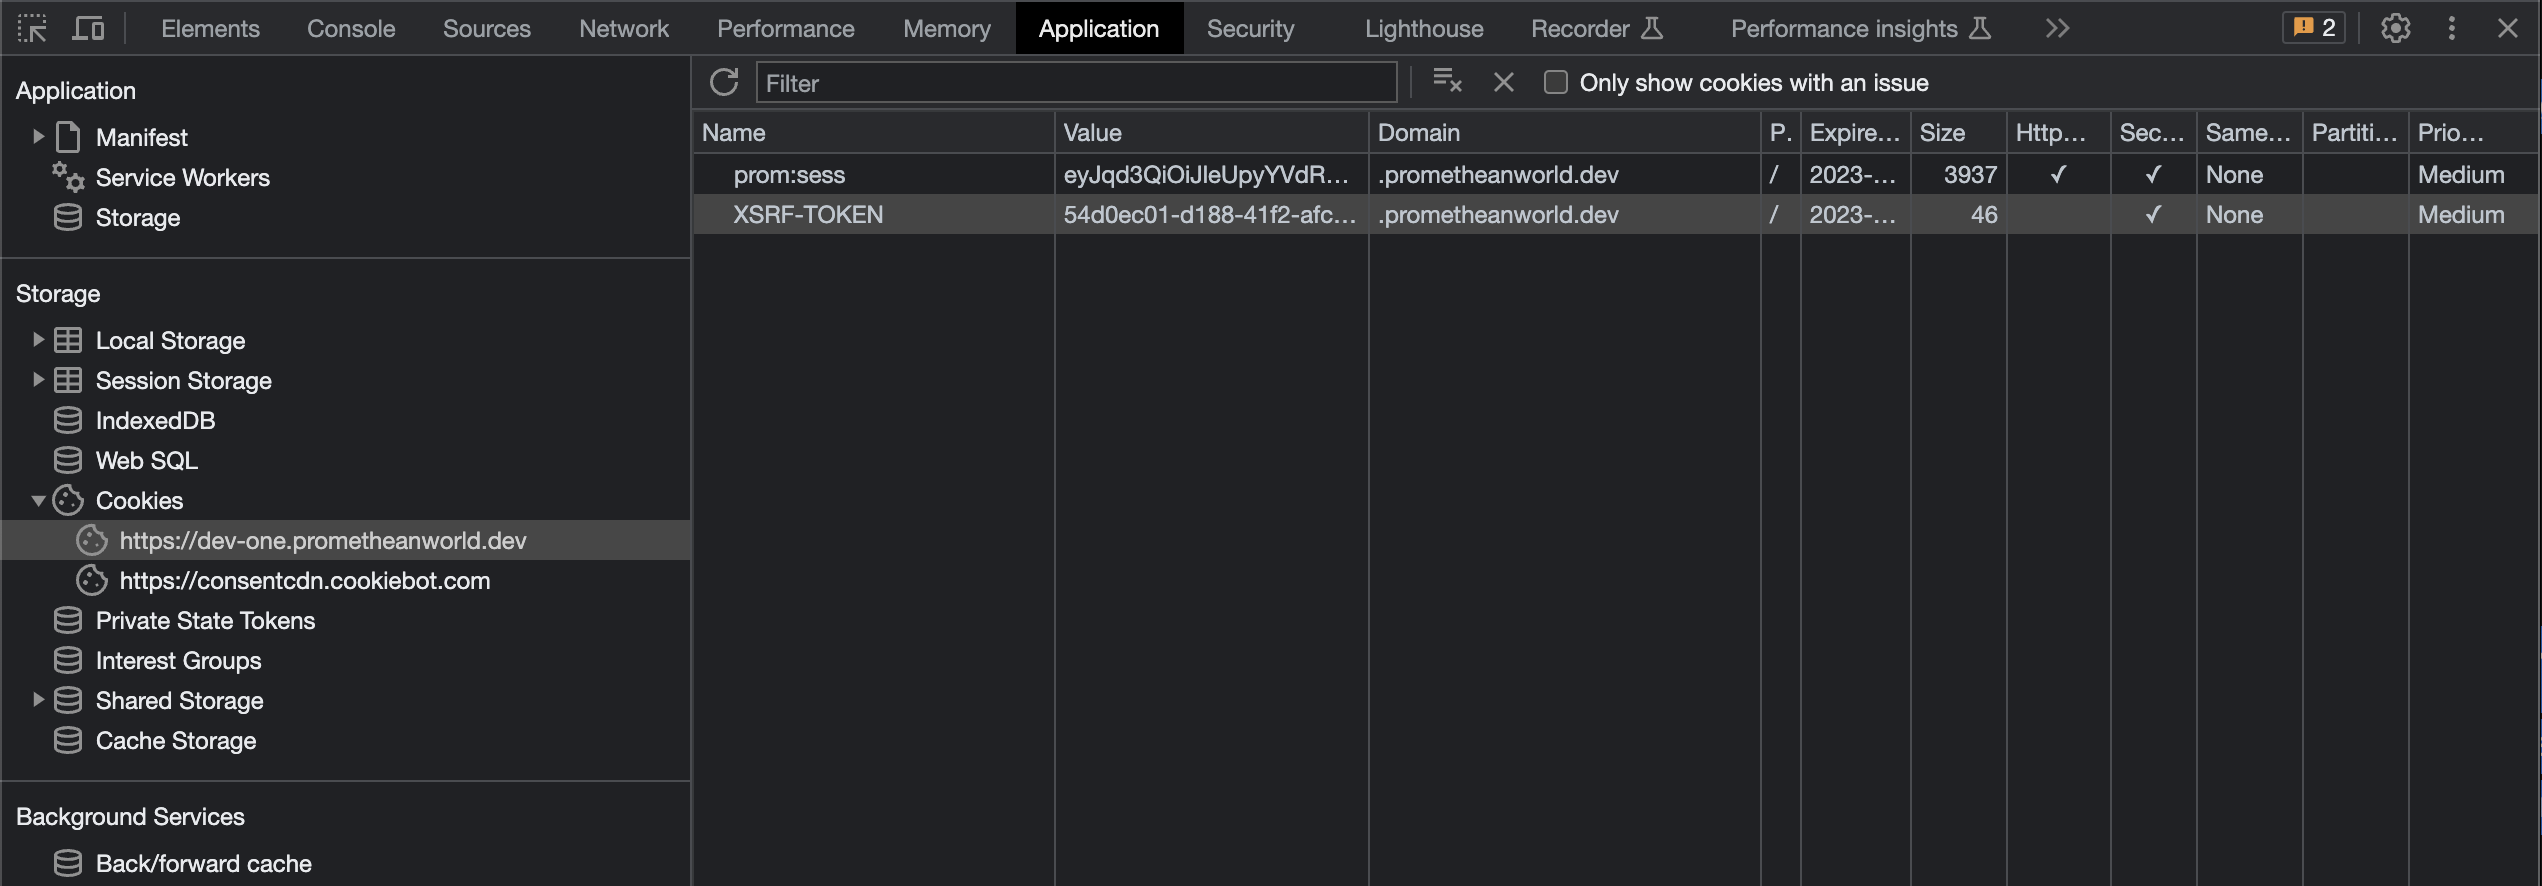 Elements Console Sources Network Performance Memory Application Security Lighthouse Recorder Performance insights 2
Application
Manifest
Service Workers
Storage
Storage
Local Storage
Session Storage
IndexedDB
Web SQL
Cookies
https://dev-one.prometheanworld.dev
https://consentcdn.cookiebot.com
Private State Tokens
Interest Groups
Shared Storage
Cache Storage
Background Services
Back/forward cache
Filter Only show cookies with an issue
Name Value Domain P. Expire... Size Http... Sec... Same... Partiti... Prio...
prom:sess eyJqd3QiOiJleUpyYVdR... .prometheanworld.dev / 2023-... 3937 ✓ ✓ None Medium
XSRF-TOKEN 54d0ec01-d188-41f2-afc... .prometheanworld.dev / 2023-... 46 ✓ None Medium